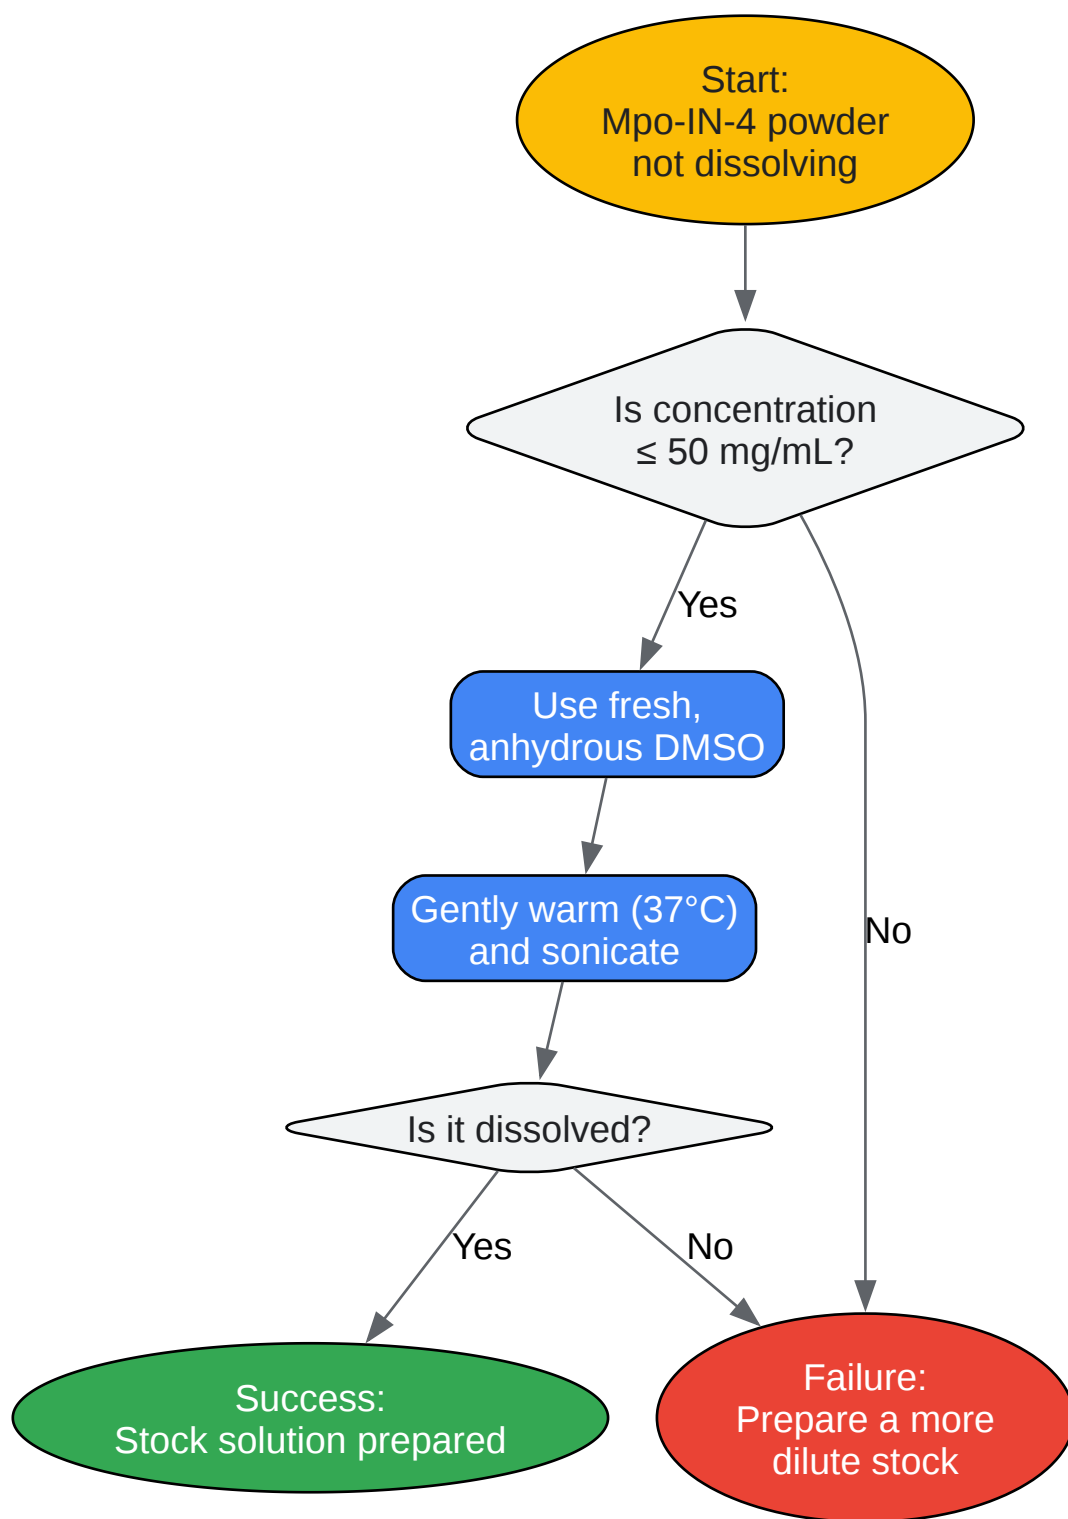 Start:
Mpo-IN-4 powder
not dissolving
Is concentration
≤ 50 mg/mL?
Yes
Use fresh,
anhydrous DMSO
Gently warm (37°C)
and sonicate
No
Is it dissolved?
Yes
No
Success:
Stock solution prepared
Failure:
Prepare a more
dilute stock